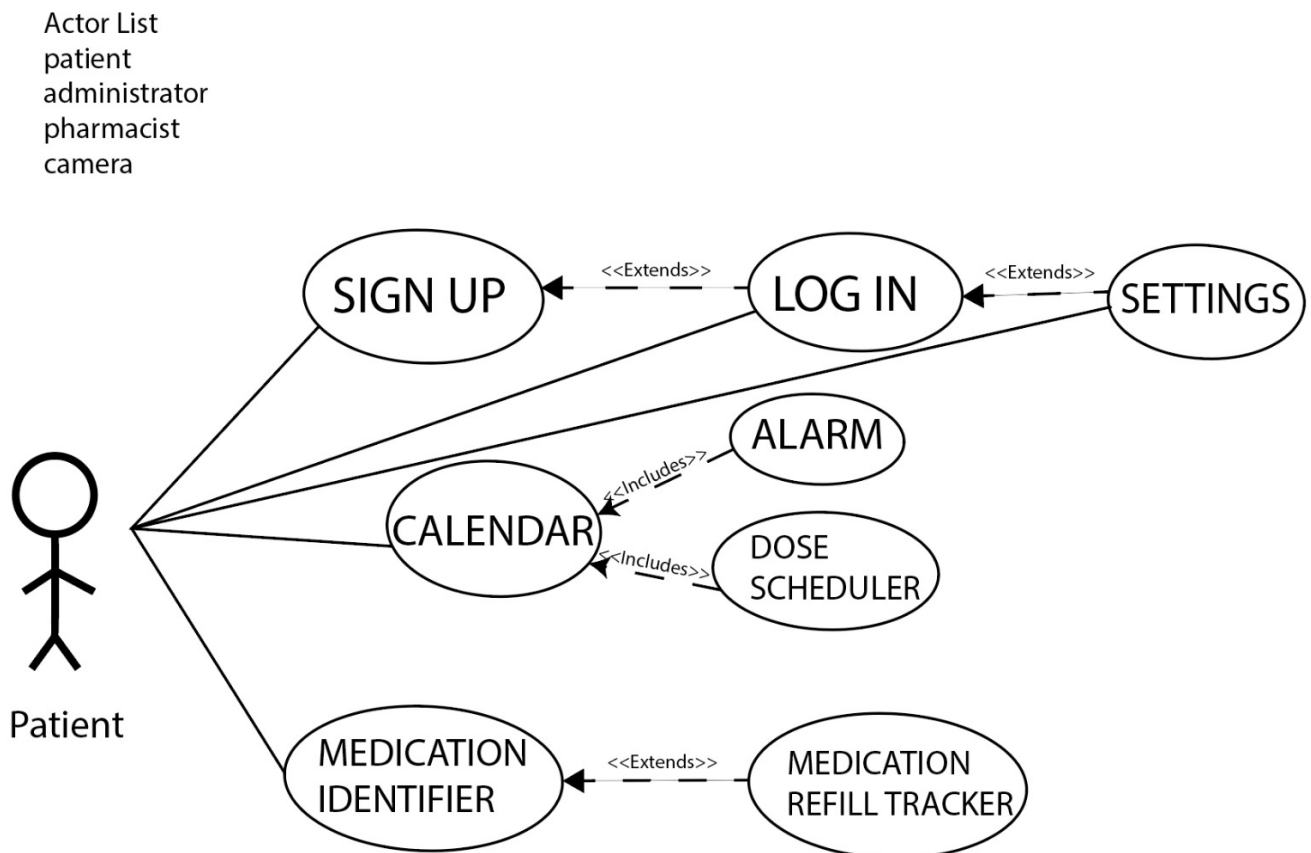 Actor List
patient
administrator
pharmacist
camera
SIGN UP
<<Extends>>
LOG IN
<<Extends>>
SETTINGS
ALARM
<<Includes>>
CALENDAR
<<Includes>>
DOSE
SCHEDULER
Patient
MEDICATION
IDENTIFIER
<<Extends>>
MEDICATION
REFILL TRACKER